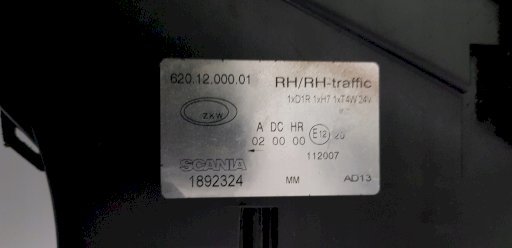 620.12.000.01 RH/RH-traffic
1xD1R 1xH7 1xT4W 24V
ZKW
A DC HR
02 00 00 E12 20
112007
SCANIA
1892324 MM AD13